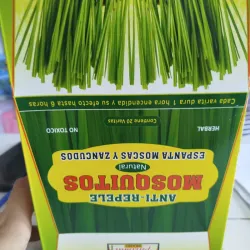 Cada varita dura 1 hora encendida y su efecto hasta 6 horas
Contiene 20 Varitas
NO TOXICO
HERBAL
ANTI-REPELE
MOSQUITOS
Natural
ESPANTA MOSCAS Y ZANCUDOS